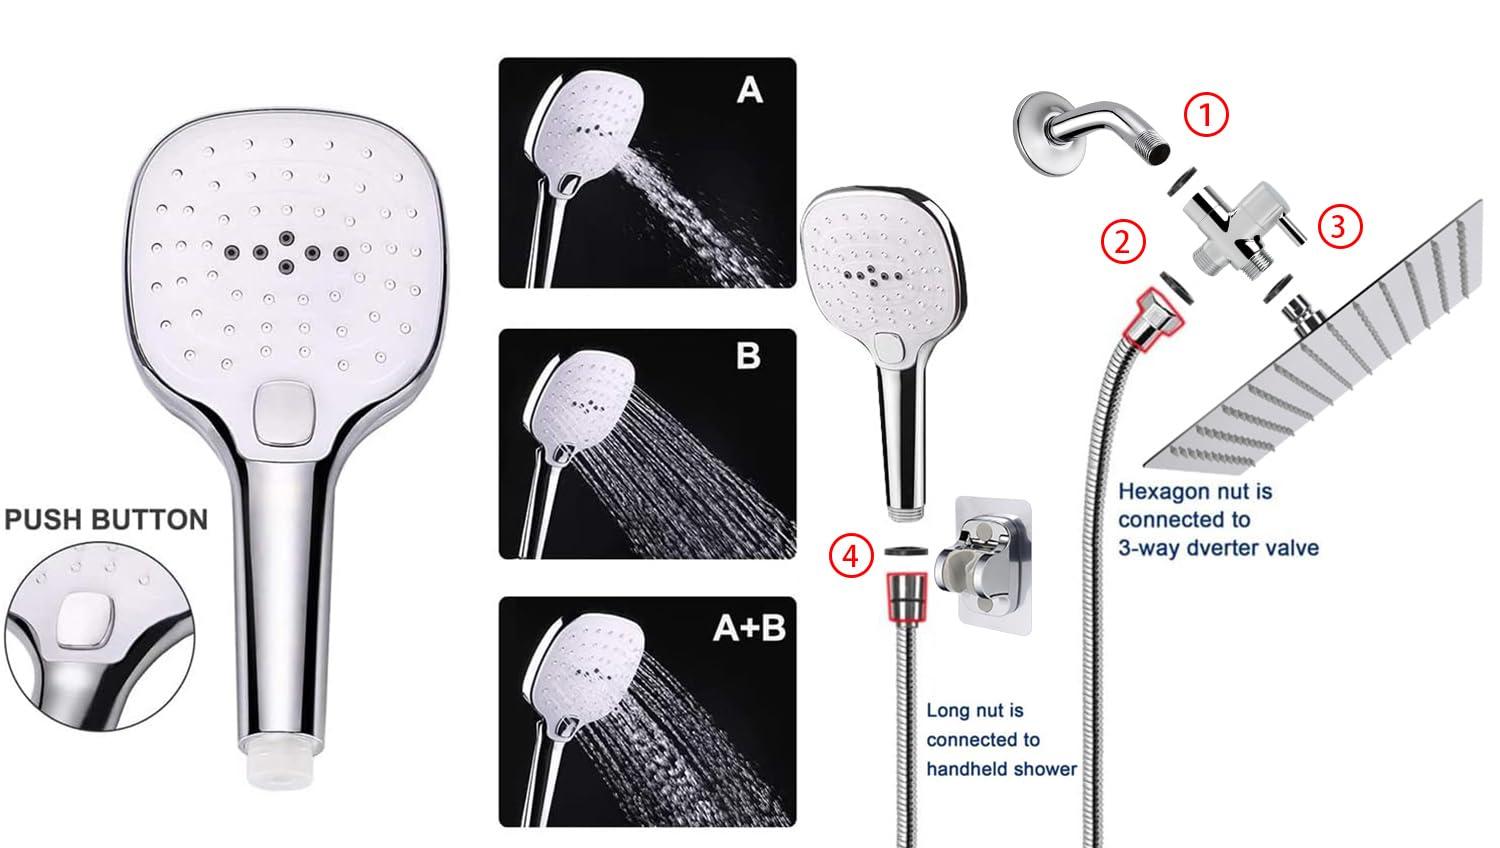 PUSH BUTTON
A
B
A+B
1
2
3
4
Hexagon nut is
connected to
3-way dverter valve
Long nut is
connected to
handheld shower